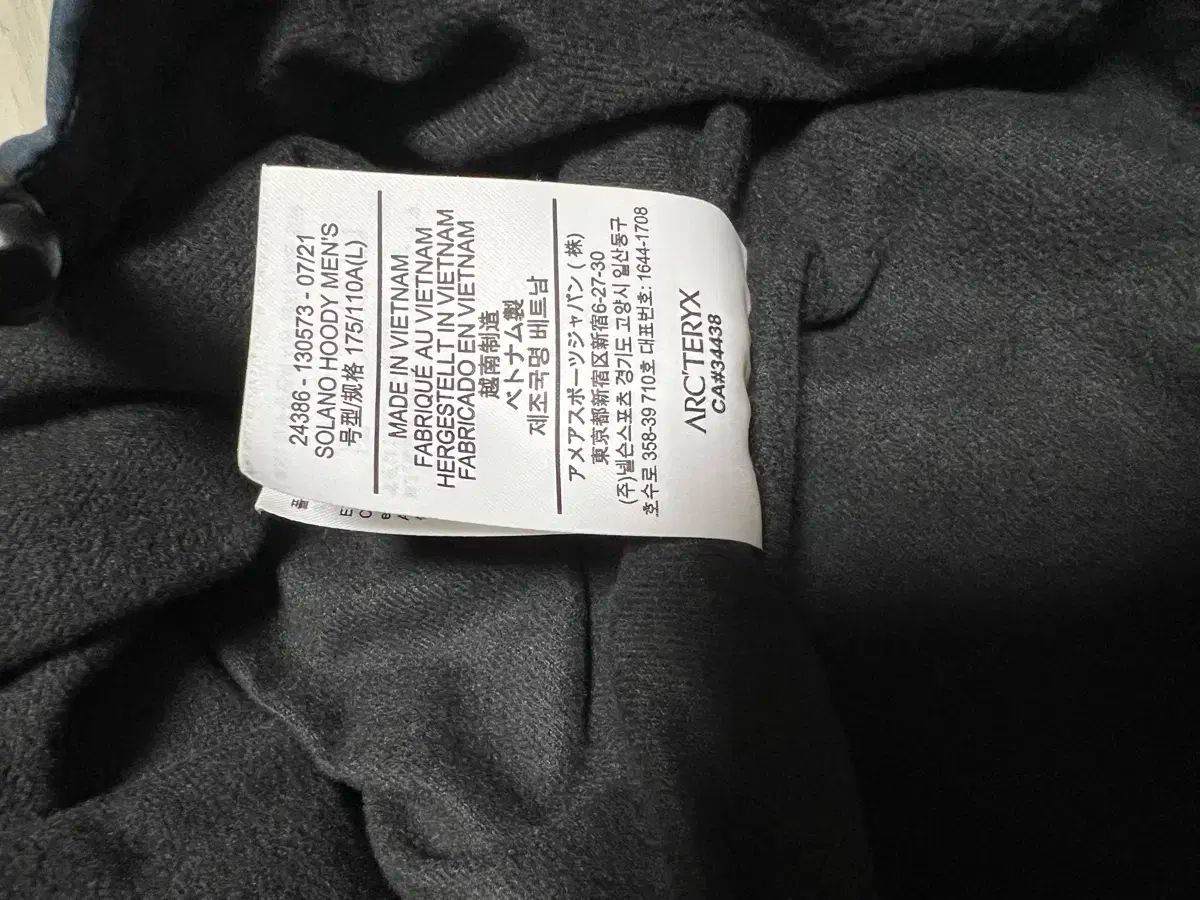 24386 - 130573 - 07/21
SOLANO HOODY MEN'S
号型规格 175/110A(L)
MADE IN VIETNAM
FABRIQUÉ AU VIETNAM
HERGESTELLT IN VIETNAM
FABRICADO EN VIETNAM
越南制造
ベトナム製
제조국명 베트남
アメアスポーツジャパン ( 株 )
東京都新宿区新宿6-27-30
(주)넬슨스포츠 경기도 고양시 일산동구
호수로 358-39 710호 대표번호: 1644-1708
ARC'TERYX
CA#34438